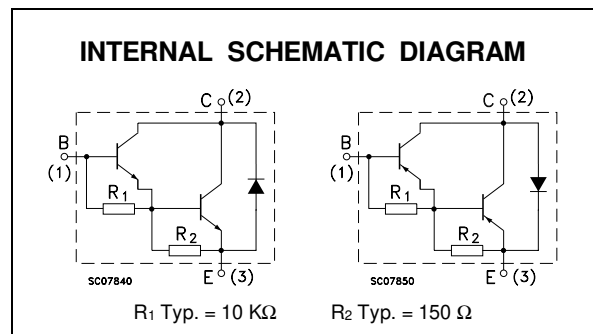 INTERNAL SCHEMATIC DIAGRAM
C (2)
B
(1)
R1
R2
E (3)
SC07840
C (2)
B
(1)
R1
R2
E (3)
SC07850
R1 Typ. = 10 KΩ
R2 Typ. = 150 Ω